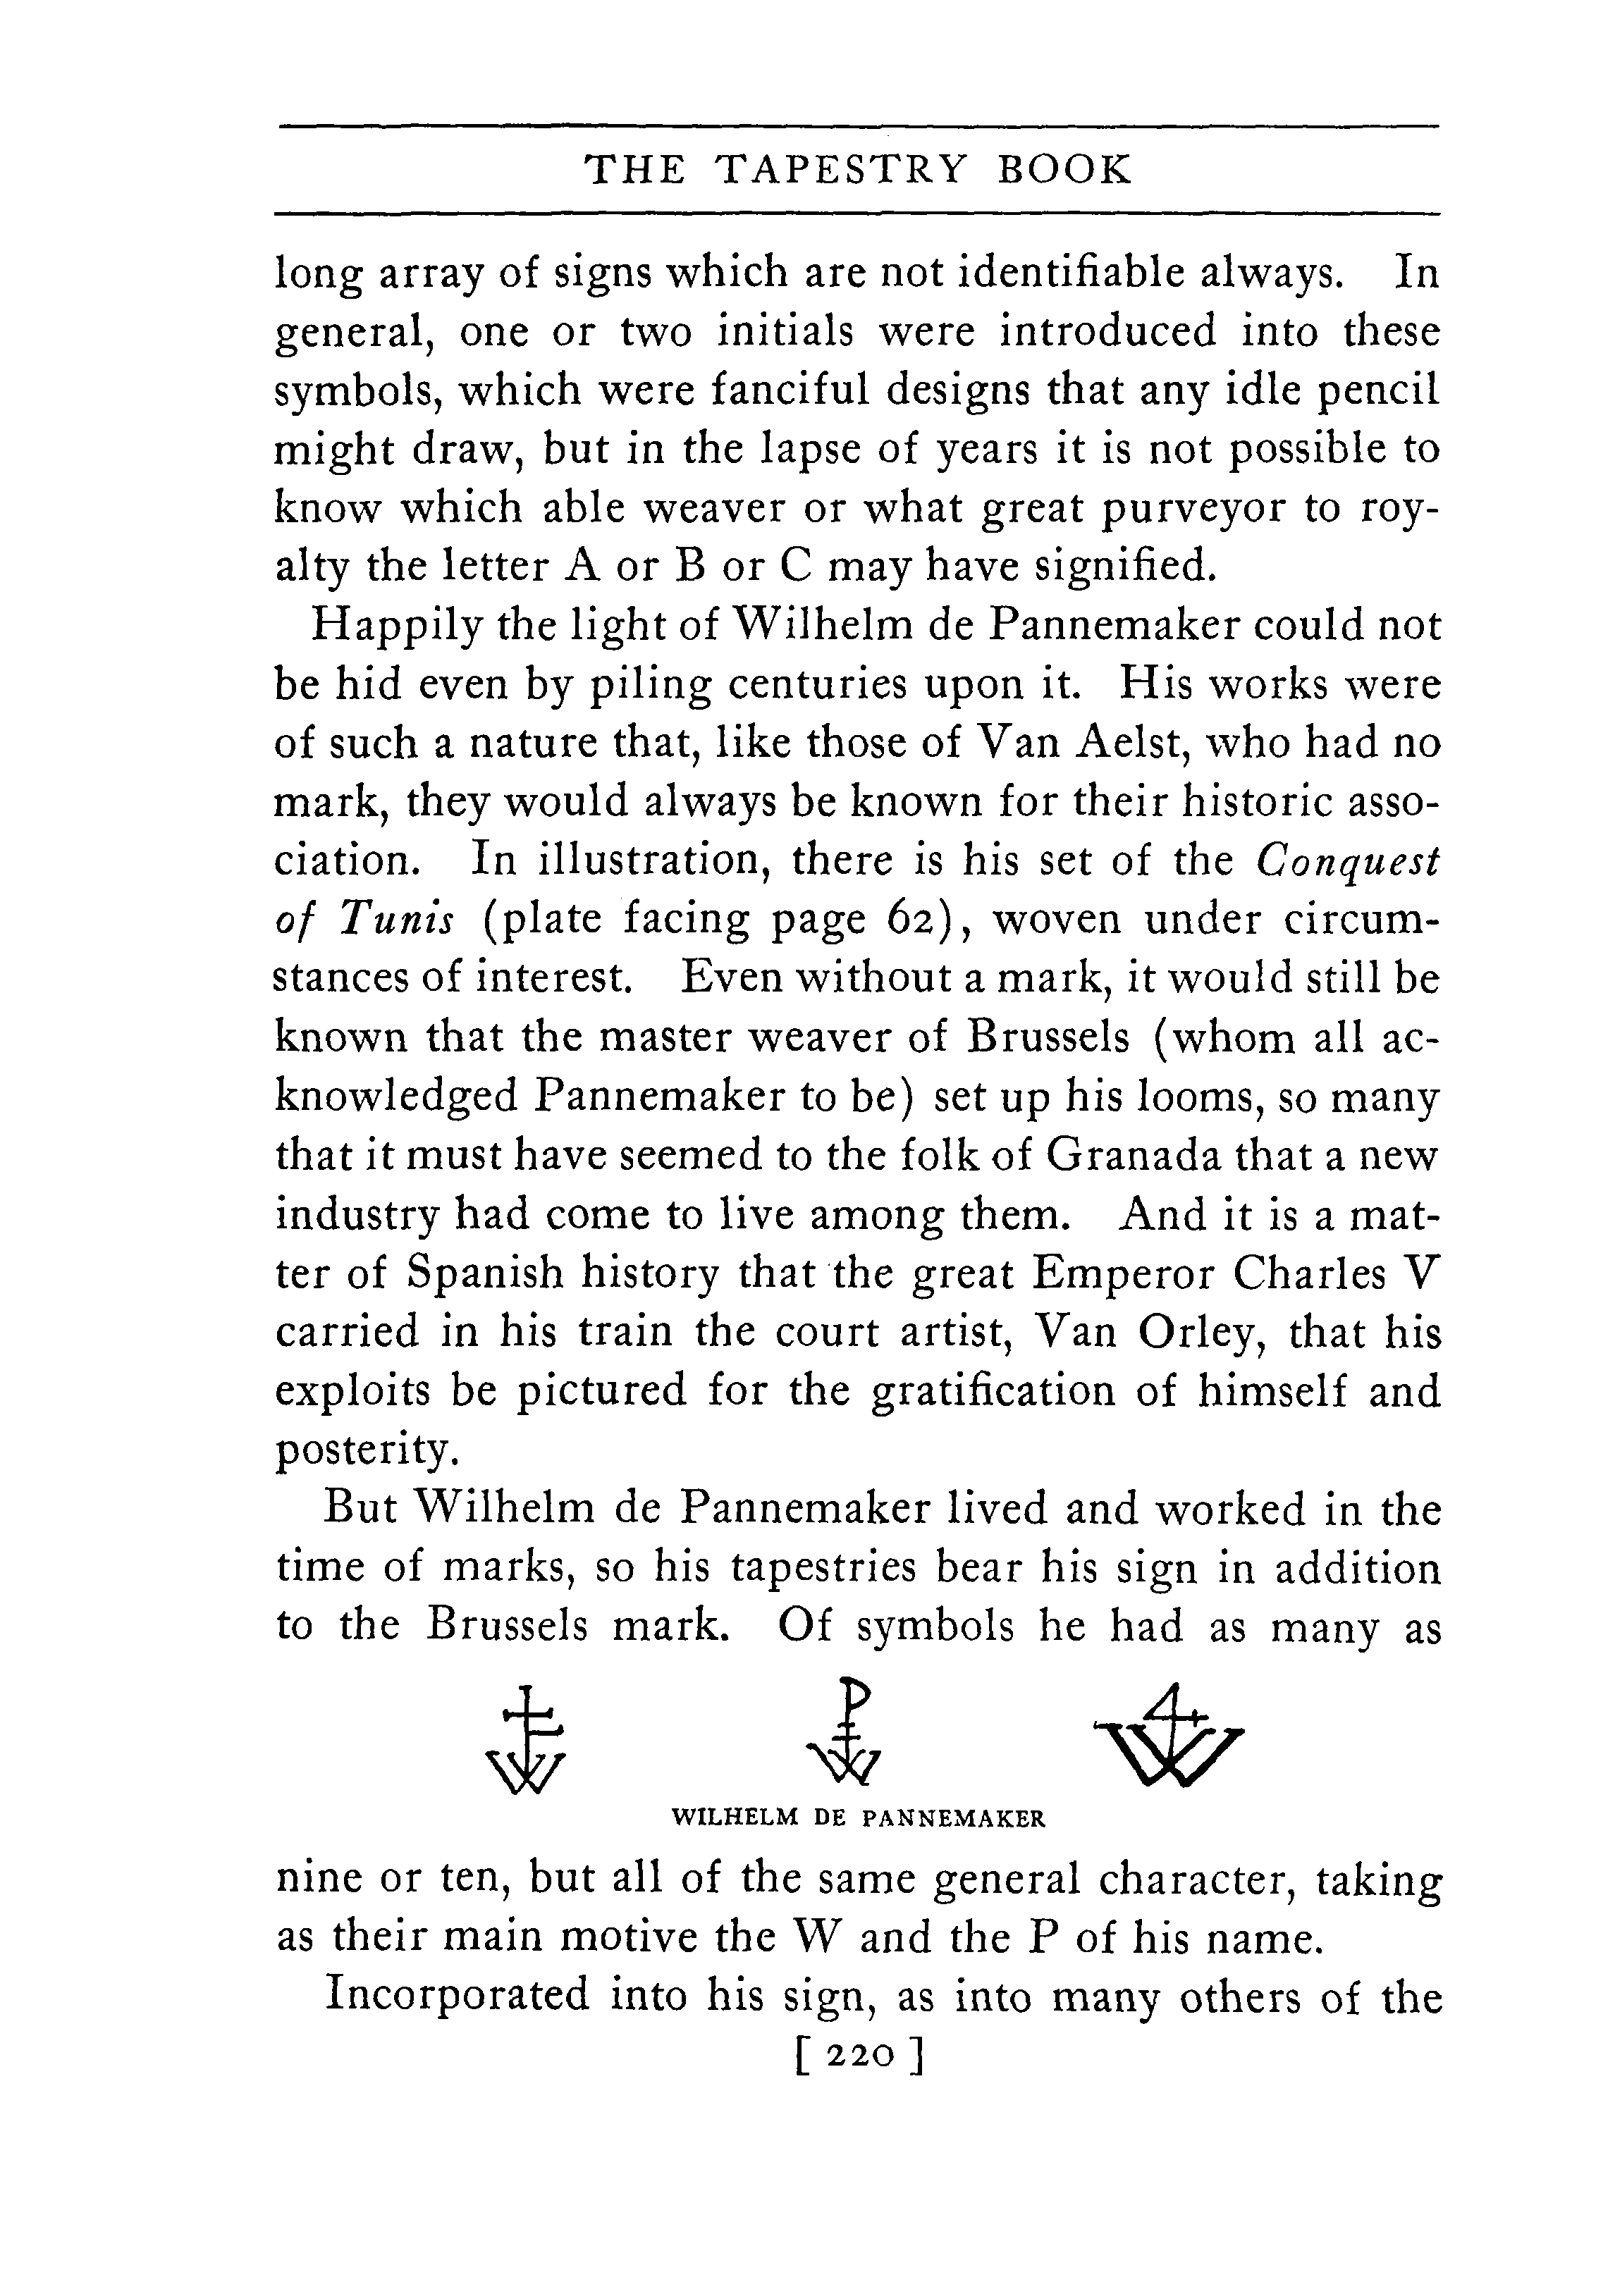 THE TAPESTRY BOOK
long array of signs which are not identifiable always. In
general, one or two initials were introduced into these
symbols, which were fanciful designs that any idle pencil
might draw, but in the lapse of years it is not possible to
know which able weaver or what great purveyor to roy-
alty the letter A or B or C may have signified.
Happily the light of Wilhelm de Pannemaker could not
be hid even by piling centuries upon it. His works were
of such a nature that, like those of Van Aelst, who had no
mark, they would always be known for their historic asso-
ciation. In illustration, there is his set of the Conquest
of Tunis (plate facing page 62), woven under circum-
stances of interest. Even without a mark, it would still be
known that the master weaver of Brussels (whom all ac-
knowledged Pannemaker to be) set up his looms, so many
that it must have seemed to the folk of Granada that a new
industry had come to live among them. And it is a mat-
ter of Spanish history that the great Emperor Charles V
carried in his train the court artist, Van Orley, that his
exploits be pictured for the gratification of himself and
posterity.
But Wilhelm de Pannemaker lived and worked in the
time of marks, so his tapestries bear his sign in addition
to the Brussels mark. Of symbols he had as many as
WILHELM DE PANNEMAKER
nine or ten, but all of the same general character, taking
as their main motive the W and the P of his name.
Incorporated into his sign, as into many others of the
[ 220 ]